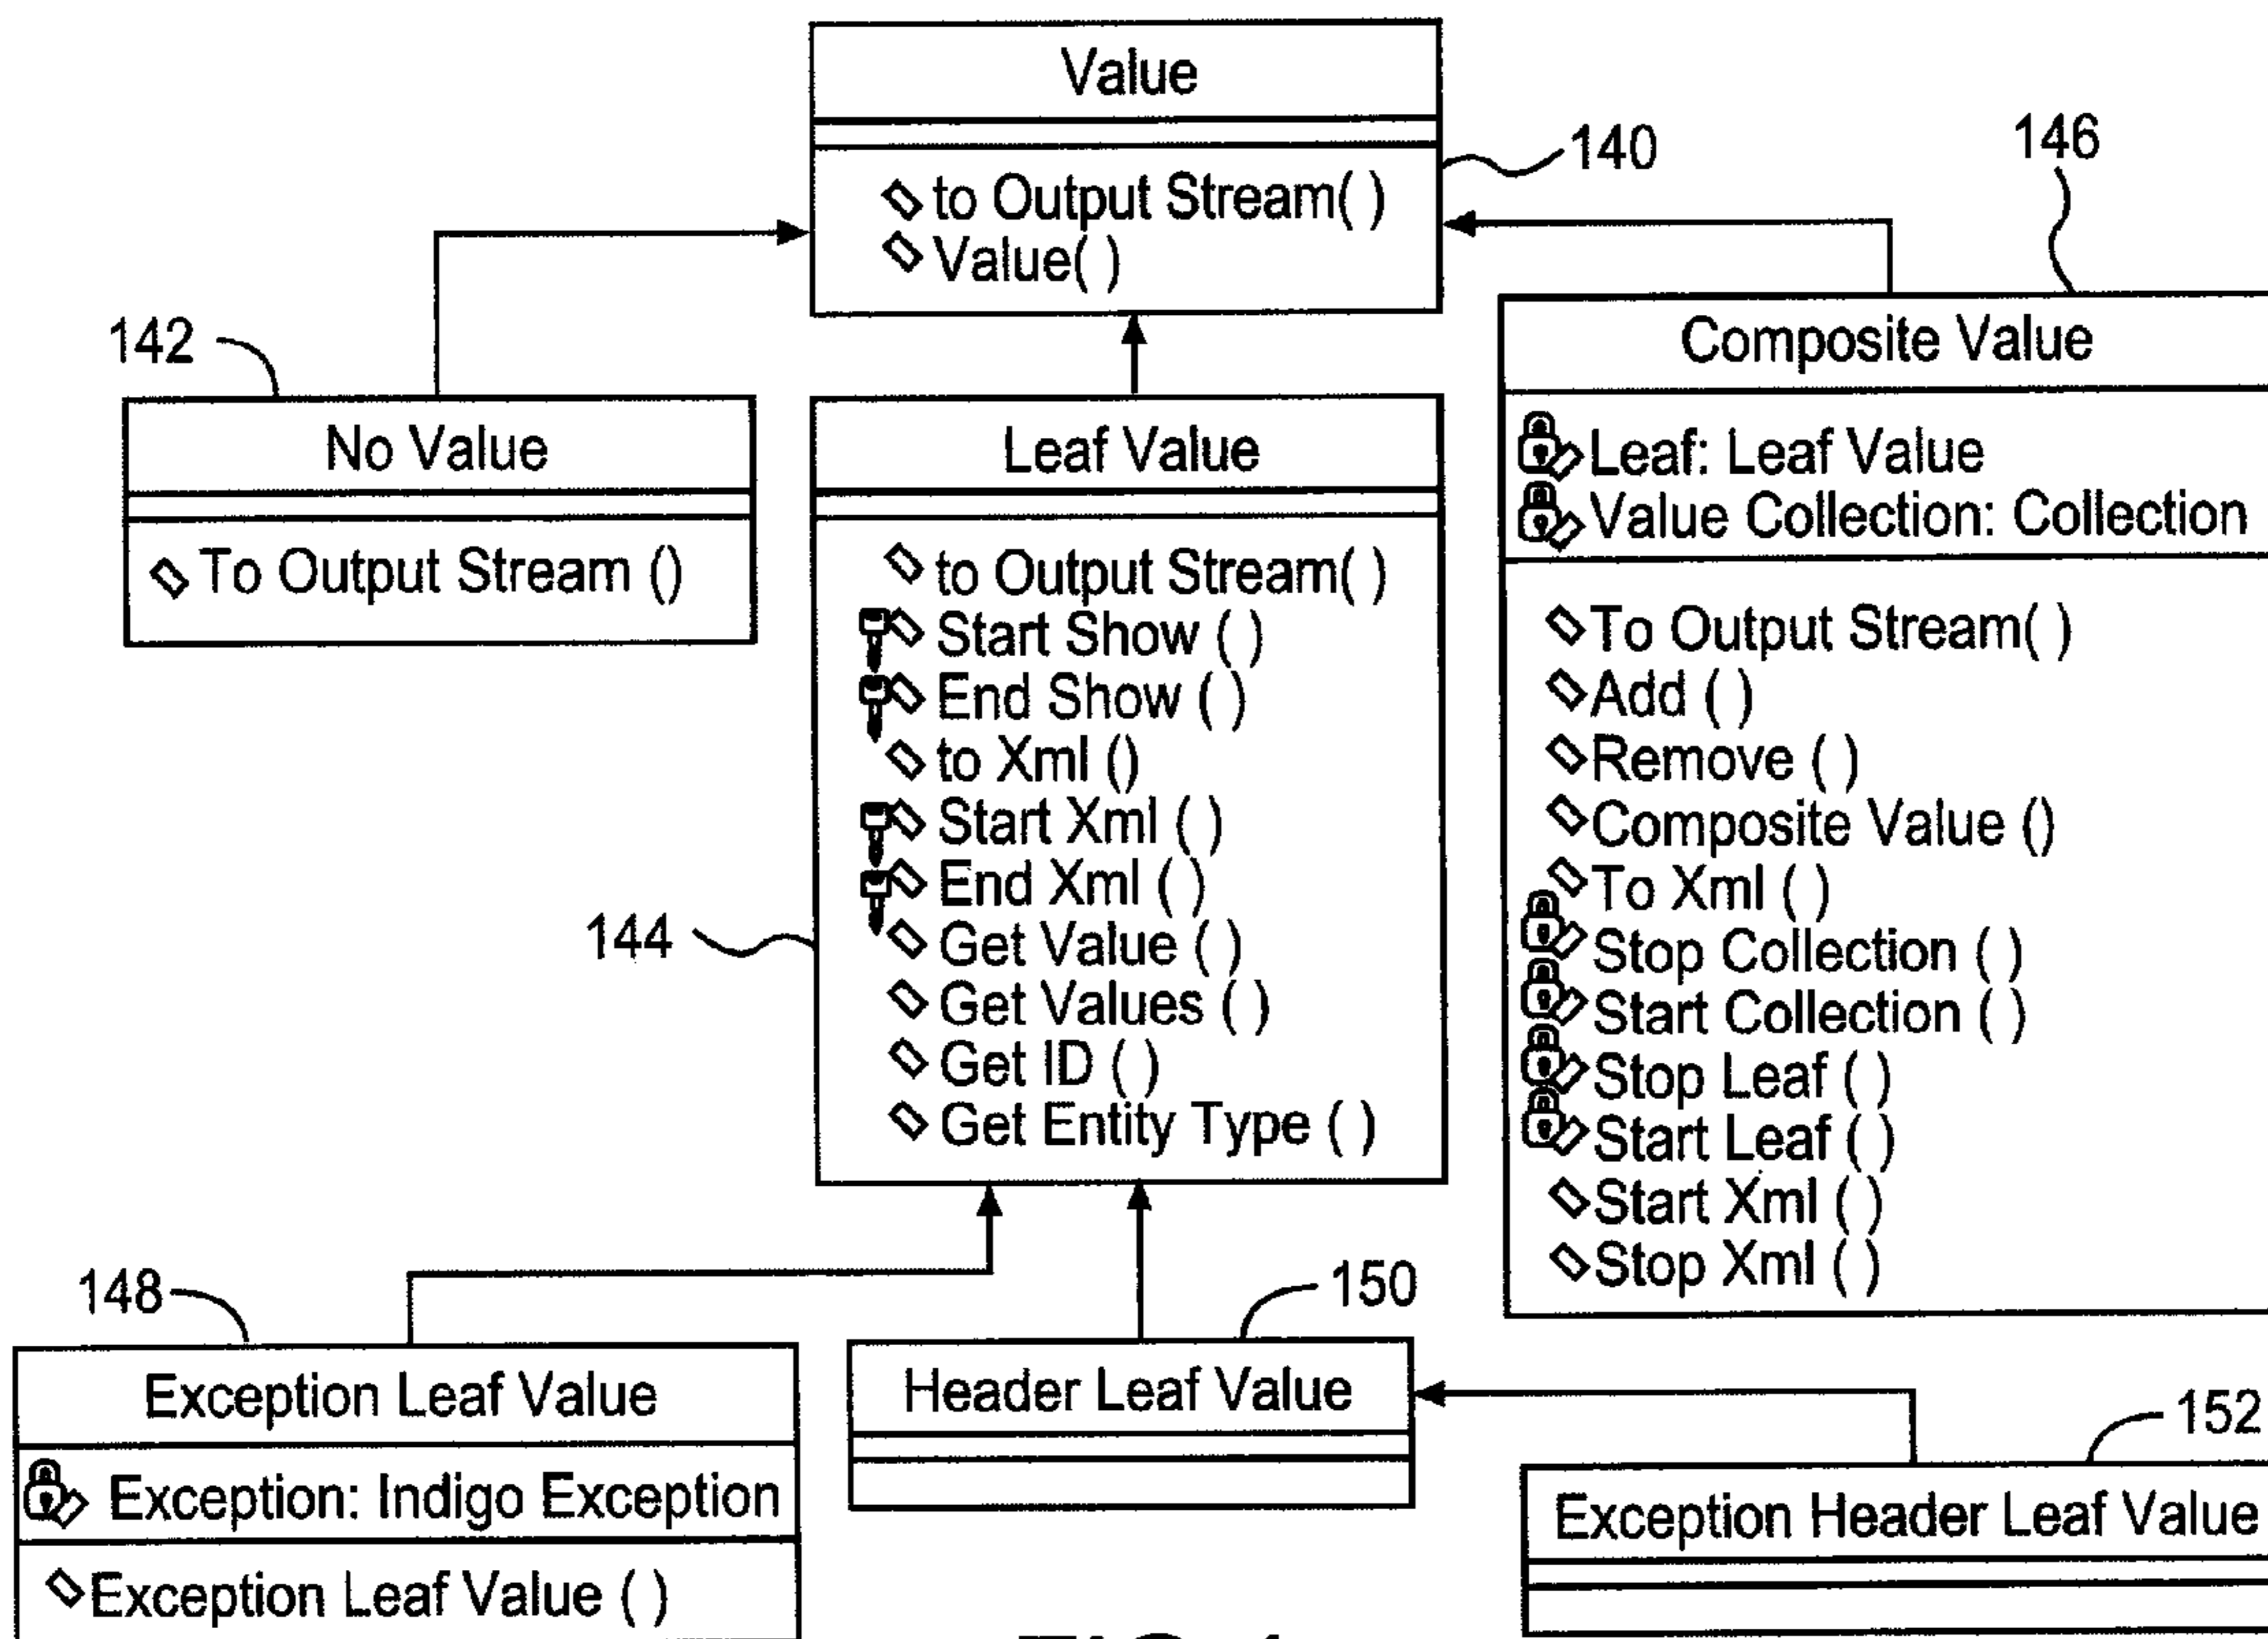 Value
to Output Stream( )
Value( )
140
146
142
No Value
To Output Stream ()
Leaf Value
to Output Stream( )
Start Show ( )
End Show ( )
to Xml ()
Start Xml ( )
End Xml ( )
Get Value ( )
Get Values ( )
Get ID ( )
Get Entity Type ( )
144
Composite Value
Leaf: Leaf Value
Value Collection: Collection
To Output Stream( )
Add ( )
Remove ( )
Composite Value ()
To Xml ( )
Stop Collection ( )
Start Collection ( )
Stop Leaf ( )
Start Leaf ( )
Start Xml ( )
Stop Xml ( )
148
Exception Leaf Value
Exception: Indigo Exception
Exception Leaf Value ( )
150
Header Leaf Value
152
Exception Header Leaf Value